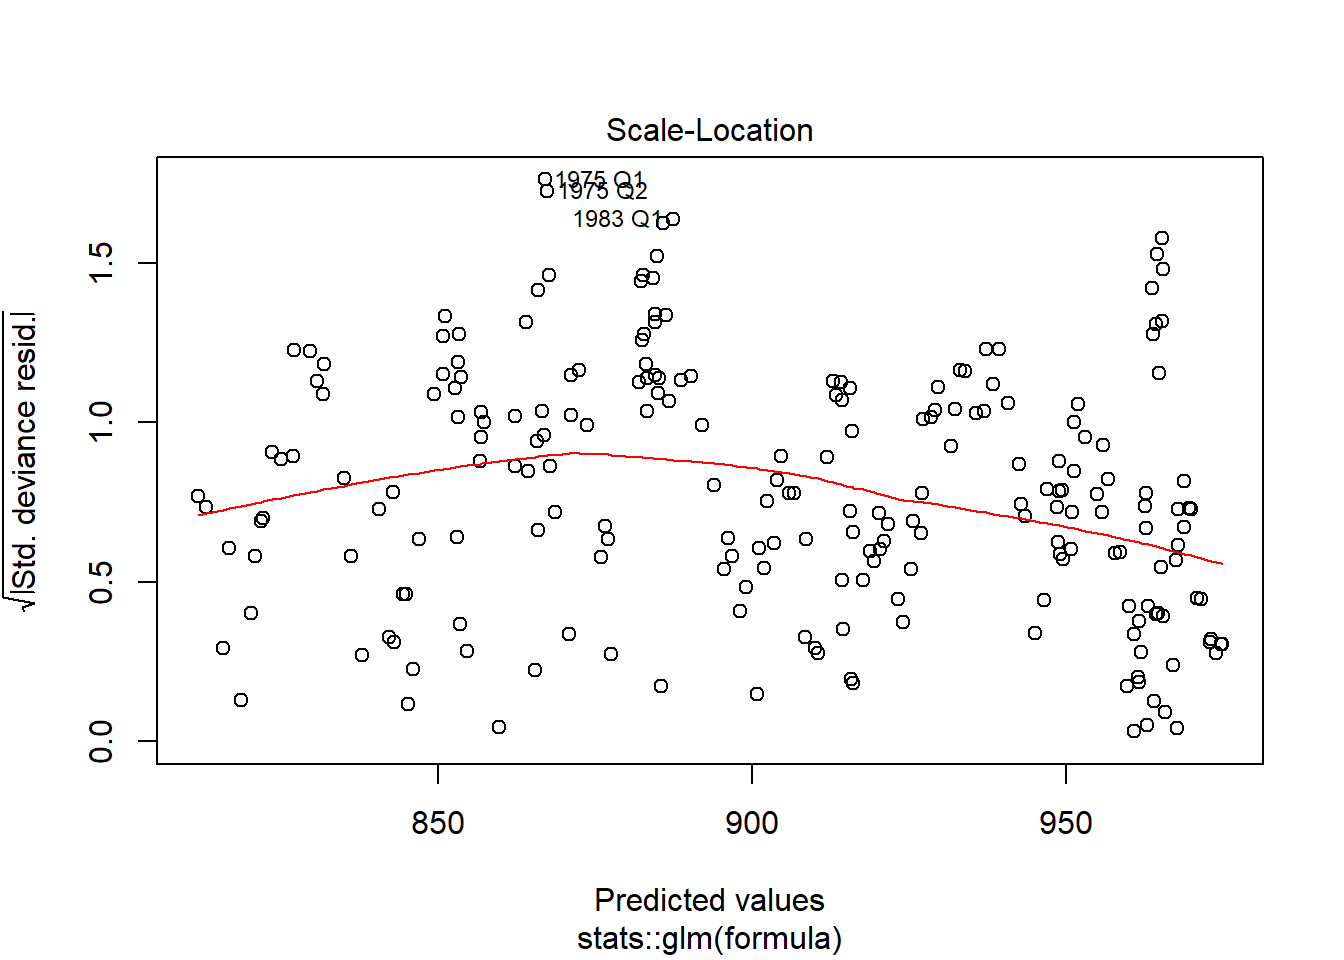 Scale-Location
1975 Q1
1975 Q2
1983 Q1
√|Std. deviance resid.|
1.5
1.0
0.5
0.0
850 900 950
Predicted values
stats::glm(formula)